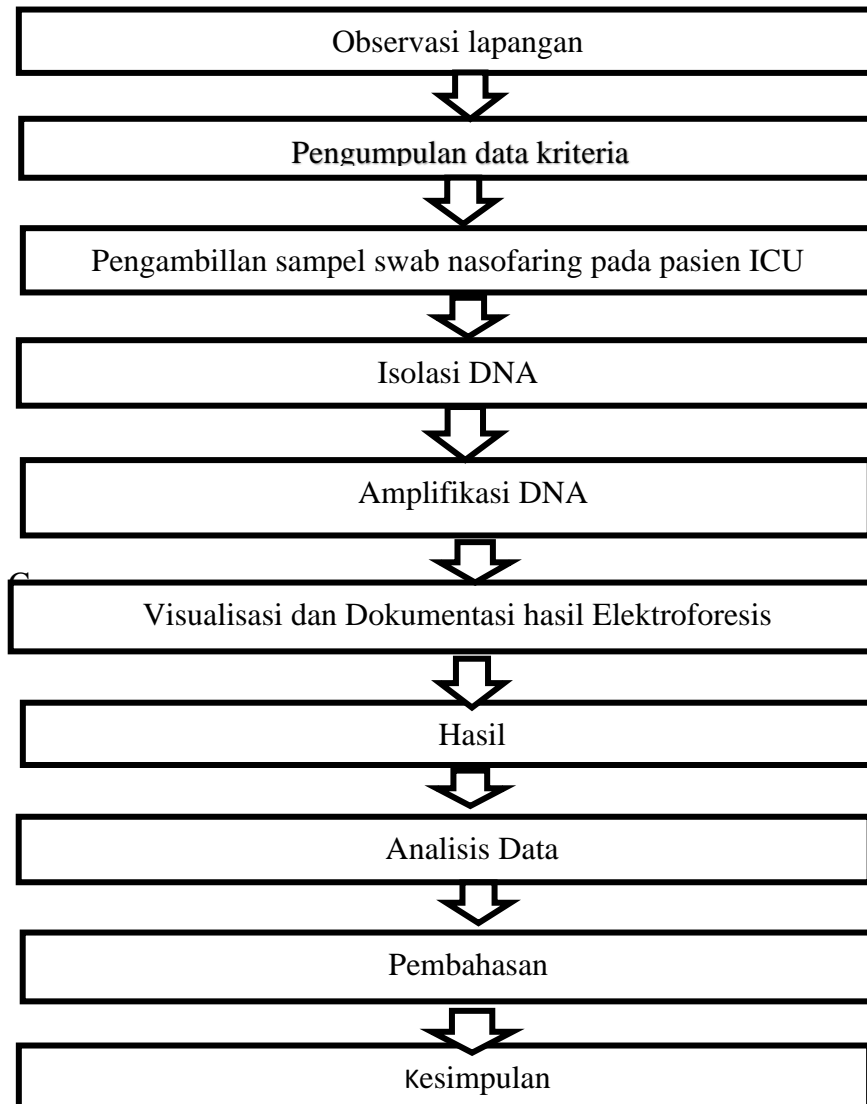 Observasi lapangan
Pengumpulan data kriteria
Pengambillan sampel swab nasofaring pada pasien ICU
Isolasi DNA
Amplifikasi DNA
Visualisasi dan Dokumentasi hasil Elektroforesis
Hasil
Analisis Data
Pembahasan
Kesimpulan